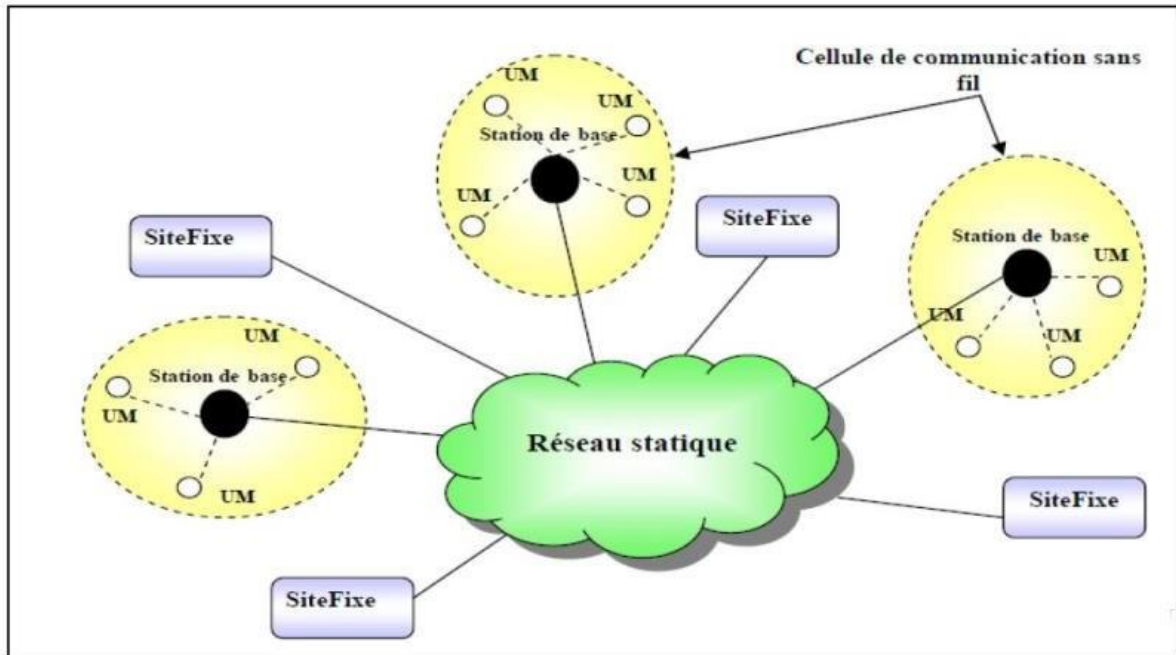 UM
Cellule de communication sans
fil
UM
Station de base
UM
UM
SiteFixe
SiteFixe
Station de base
UM
UM
UM
UM
Station de base
UM
UM
Réseau statique
SiteFixe
SiteFixe